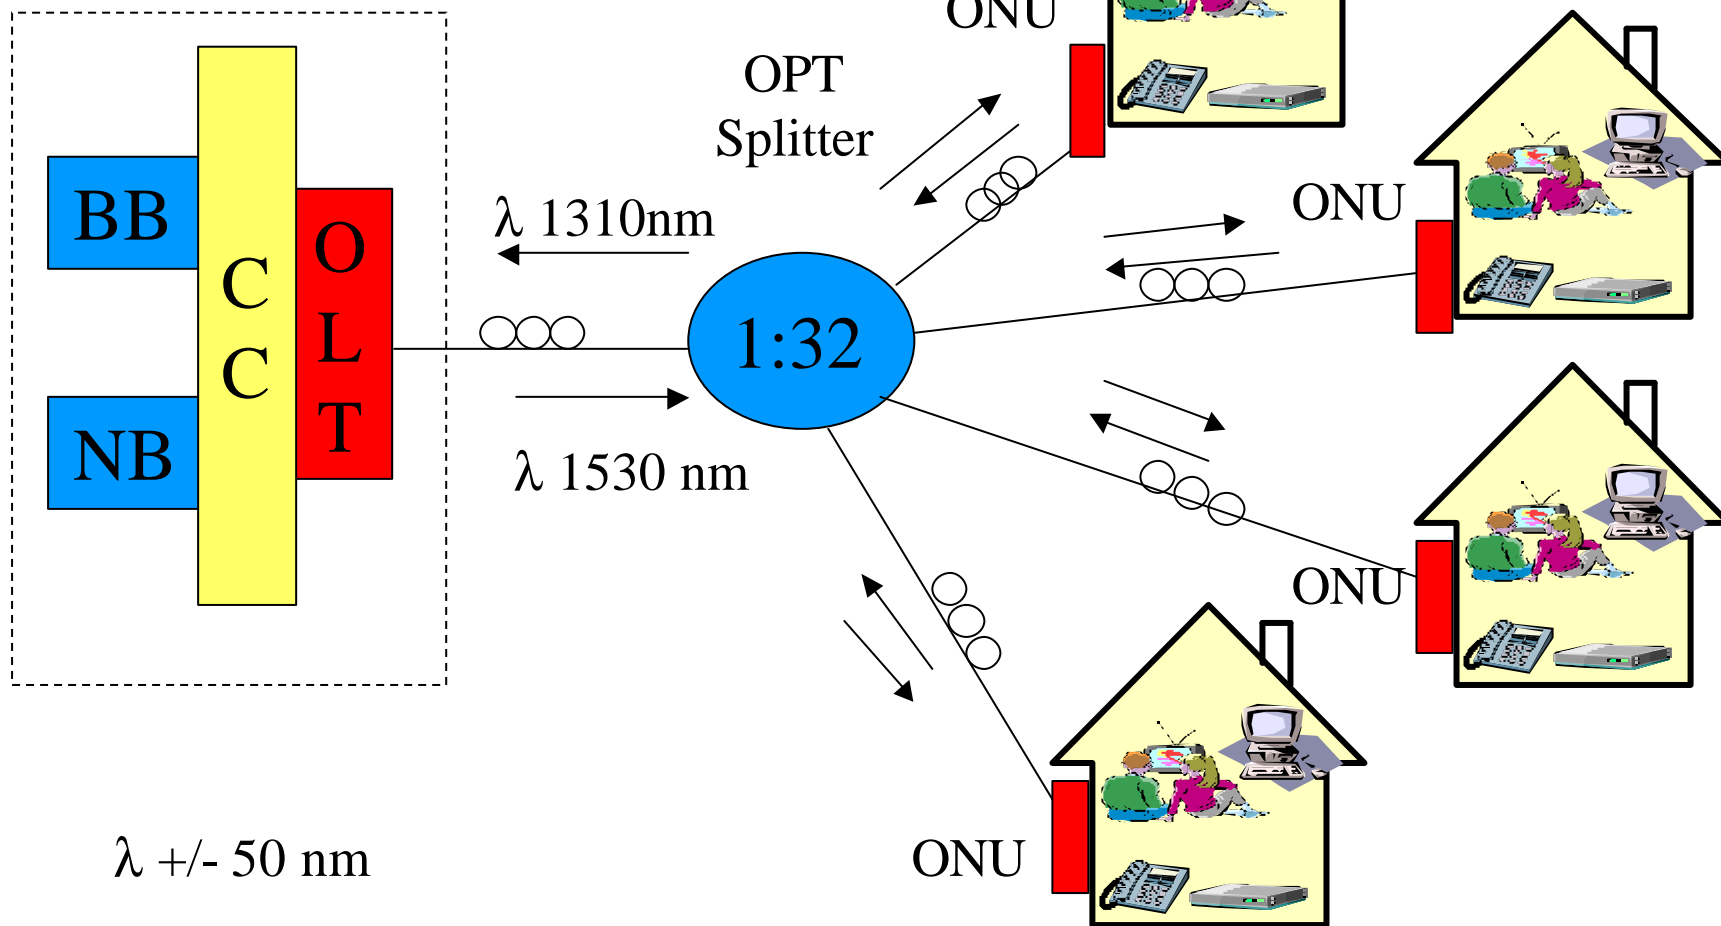 ONU
OPT
Splitter
BB
O
L
T
C
C
λ 1310nm
ONU
1:32
NB
λ 1530 nm
ONU
λ +/- 50 nm
ONU